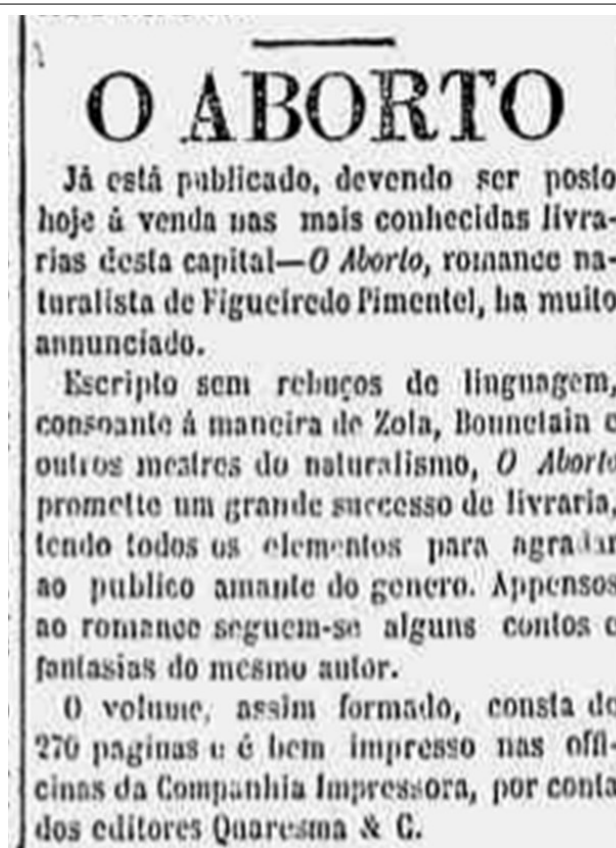 O ABORTO
Já está publicado, devendo ser posto
hoje á venda nas mais conhecidas livra-
rias desta capital—O Aborto, romance na-
turalista de Figueiredo Pimentel, ha muito
annunciado.
Escripto sem rebuços de linguagem,
consoante á maneira de Zola, Bonnetain e
outros mestres do naturalismo, O Aborto
promette um grande successo de livraria,
tendo todos os elementos para agradar
ao publico amante do genero. Appensos
ao romance seguem-se alguns contos e
fantasias do mesmo autor.
O volume, assim formado, consta de
270 paginas e é bem impresso nas offi-
cinas da Companhia Impressora, por conta
dos editores Quaresma & C.